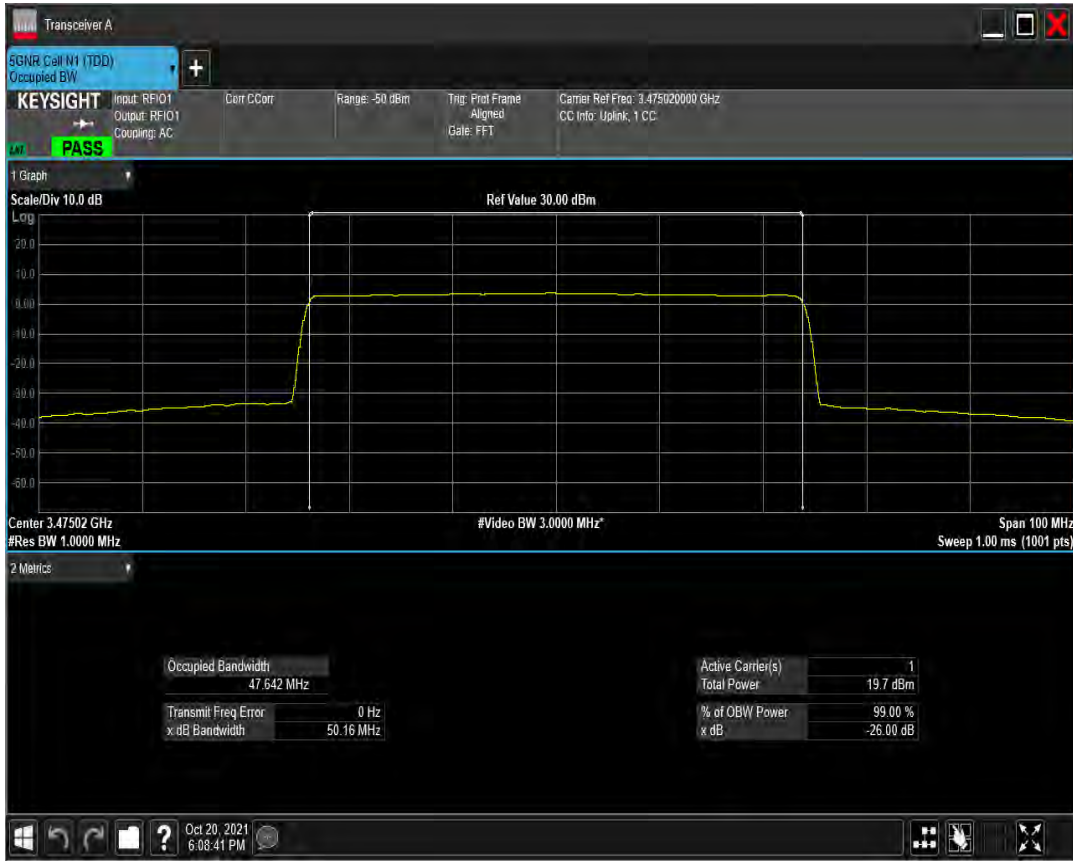 Transceiver A
5GNR Cell N1 (TDD)
Occupied BW
+
KEYSIGHT
Input: RFIO1
Output: RFIO1
Coupling: AC
Corr CCorr
Range: -50 dBm
Trig: Prot Frame
Aligned
Gate: FFT
Carrier Ref Freq: 3.475020000 GHz
CC Info: Uplink, 1 CC
PASS
1 Graph
Scale/Div 10.0 dB
Ref Value 30.00 dBm
Log
20.0
10.0
0.00
-10.0
-20.0
-30.0
-40.0
-50.0
-60.0
Center 3.47502 GHz
#Video BW 3.0000 MHz*
Span 100 MHz
#Res BW 1.0000 MHz
Sweep 1.00 ms (1001 pts)
2 Metrics
Occupied Bandwidth
47.642 MHz
Transmit Freq Error 0 Hz
x dB Bandwidth 50.16 MHz
Active Carrier(s) 1
Total Power 19.7 dBm
% of OBW Power 99.00 %
x dB -26.00 dB
?
Oct 20, 2021
6:08:41 PM